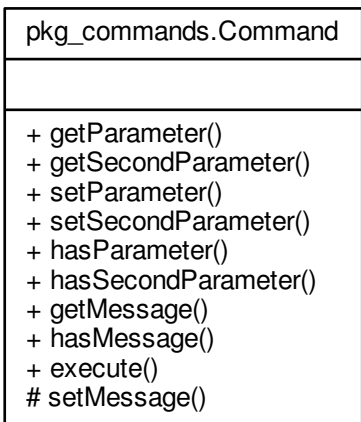 pkg_commands.Command
+ getParameter()
+ getSecondParameter()
+ setParameter()
+ setSecondParameter()
+ hasParameter()
+ hasSecondParameter()
+ getMessage()
+ hasMessage()
+ execute()
# setMessage()